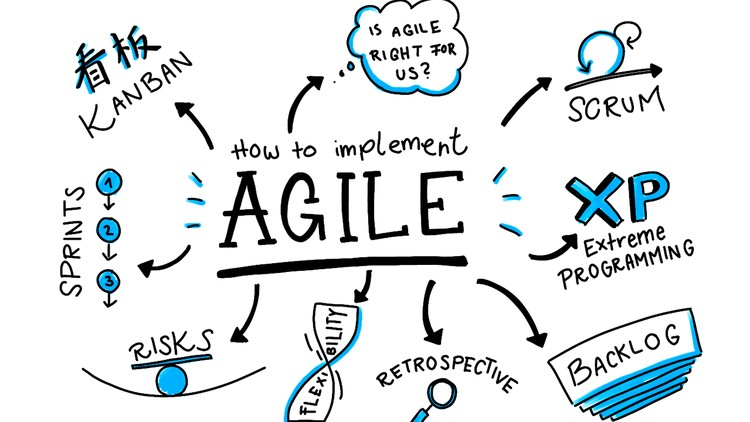 看板
KANBAN
IS AGILE
RIGHT FOR
US?
SCRUM
How to implement
AGILE
SPRINTS
1
2
3
XP
Extreme
PROGRAMMING
RISKS
FLEXIBILITY
RETROSPECTIVE
BACKLOG